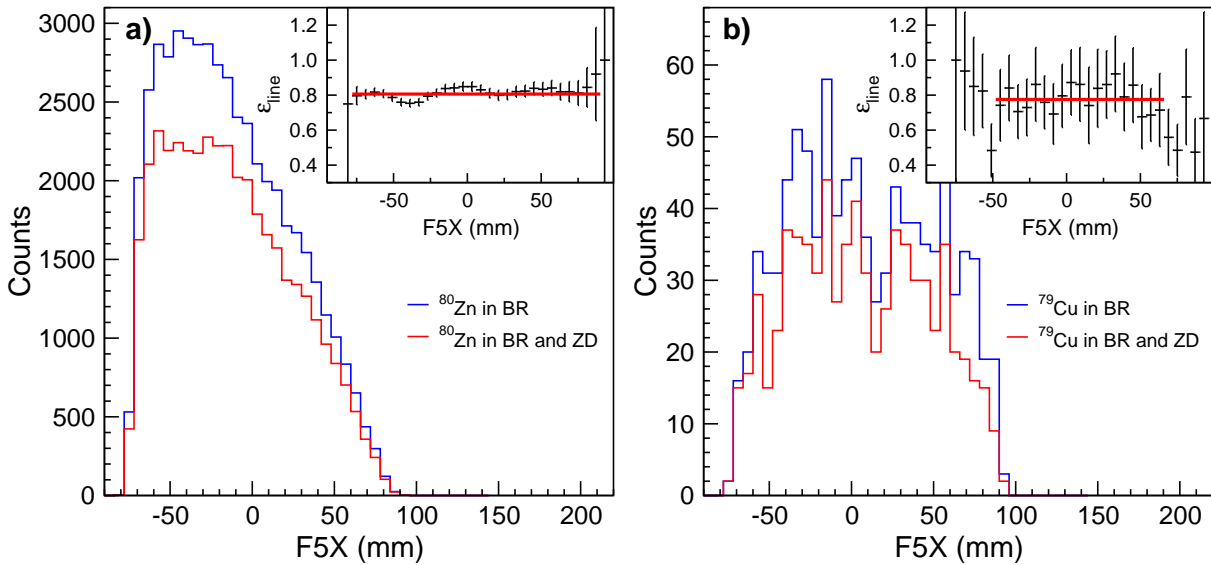 a)
3000
2500
2000
1500
1000
500
0
Counts
-50 0 50 100 150 200
F5X (mm)
1.2
1.0
0.8
0.6
0.4
εline
-50 0 50
F5X (mm)
80Zn in BR
80Zn in BR and ZD
b)
60
50
40
30
20
10
0
Counts
-50 0 50 100 150 200
F5X (mm)
1.2
1.0
0.8
0.6
0.4
εline
-50 0 50
F5X (mm)
79Cu in BR
79Cu in BR and ZD